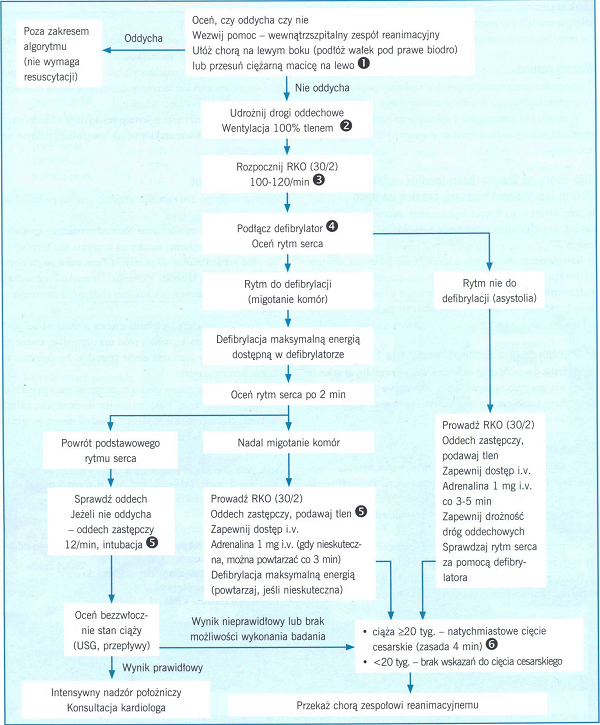 Oceń, czy oddycha czy nie
Wezwij pomoc – wewnątrzszpitalny zespół reanimacyjny
Ułóż chorą na lewym boku (podłóż wałek pod prawe biodro)
lub przesuń ciężarną macicę na lewo ❶
Oddycha
Poza zakresem
algorytmu
(nie wymaga
resuscytacji)
Nie oddycha
Udrożnij drogi oddechowe
Wentylacja 100% tlenem ❷
Rozpocznij RKO (30/2)
100-120/min ❸
Podłącz defibrylator ❹
Oceń rytm serca
Rytm do defibrylacji
(migotanie komór)
Rytm nie do
defibrylacji (asystolia)
Defibrylacja maksymalną energią
dostępną w defibrylatorze
Oceń rytm serca po 2 min
Powrót podstawowego
rytmu serca
Nadal migotanie komór
Sprawdź oddech
Jeżeli nie oddycha
– oddech zastępczy
12/min, intubacja ❺
Prowadź RKO (30/2)
Oddech zastępczy, podawaj tlen ❺
Zapewnij dostęp i.v.
Adrenalina 1 mg i.v. (gdy nieskutecz-
na, można powtarzać co 3 min)
Defibrylacja maksymalną energią
(powtarzaj, jeśli nieskuteczna)
Prowadź RKO (30/2)
Oddech zastępczy,
podawaj tlen
Zapewnij dostęp i.v.
Adrenalina 1 mg i.v.
co 3-5 min
Zapewnij drożność
dróg oddechowych
Sprawdzaj rytm serca
za pomocą defibry-
latora
Oceń bezzwłocz-
nie stan ciąży
(USG, przepływy)
Wynik nieprawidłowy lub brak
możliwości wykonania badania
• ciąża ≥20 tyg. – natychmiastowe cięcie
cesarskie (zasada 4 min) ❻
• <20 tyg. – brak wskazań do cięcia cesarskiego
Wynik prawidłowy
Intensywny nadzór położniczy
Konsultacja kardiologa
Przekaż chorą zespołowi reanimacyjnemu